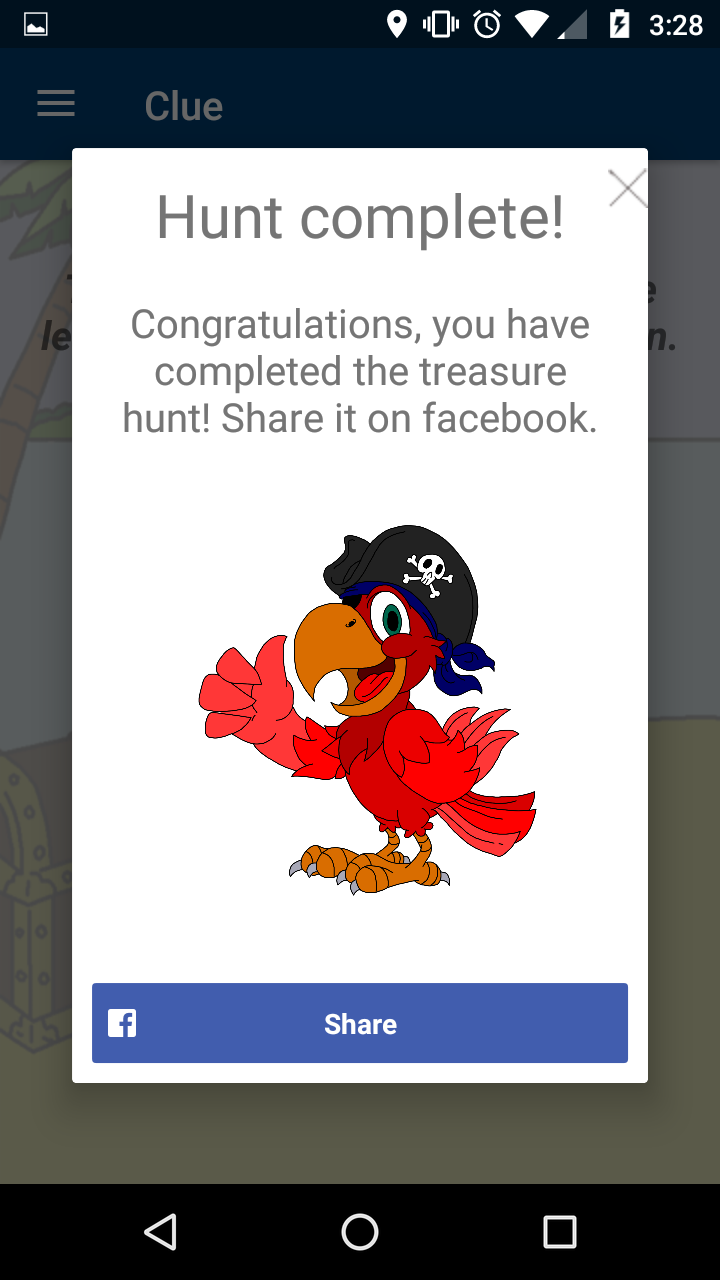 3:28
Clue
Hunt complete!
Congratulations, you have
completed the treasure
hunt! Share it on facebook.
Share